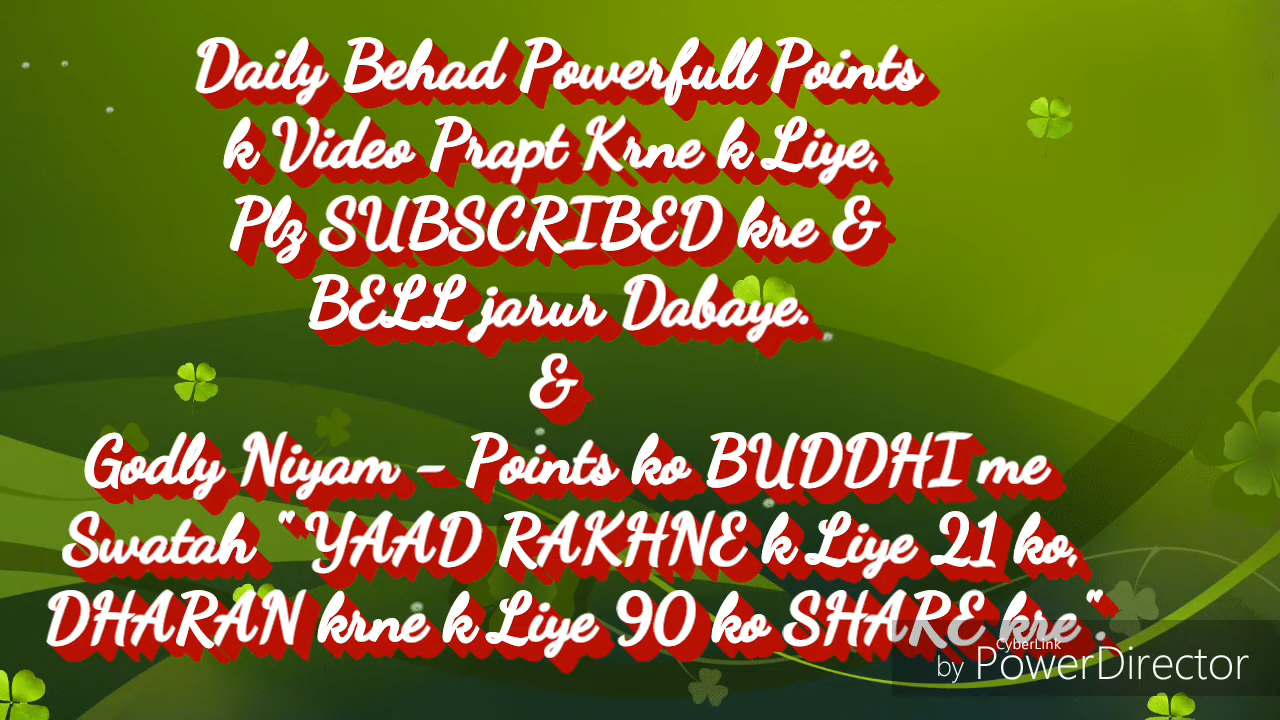 Daily Behad Powerfull Points
k Video Prapt Krne k Liye,
Plz SUBSCRIBED kre &
BELL jarur Dabaye.
&
Godly Niyam - Points ko BUDDHI me
Swatah "YAAD RAKHNE k Liye 21 ko,
DHARAN krne k Liye 90 ko SHARE kre".
CyberLink
by PowerDirector